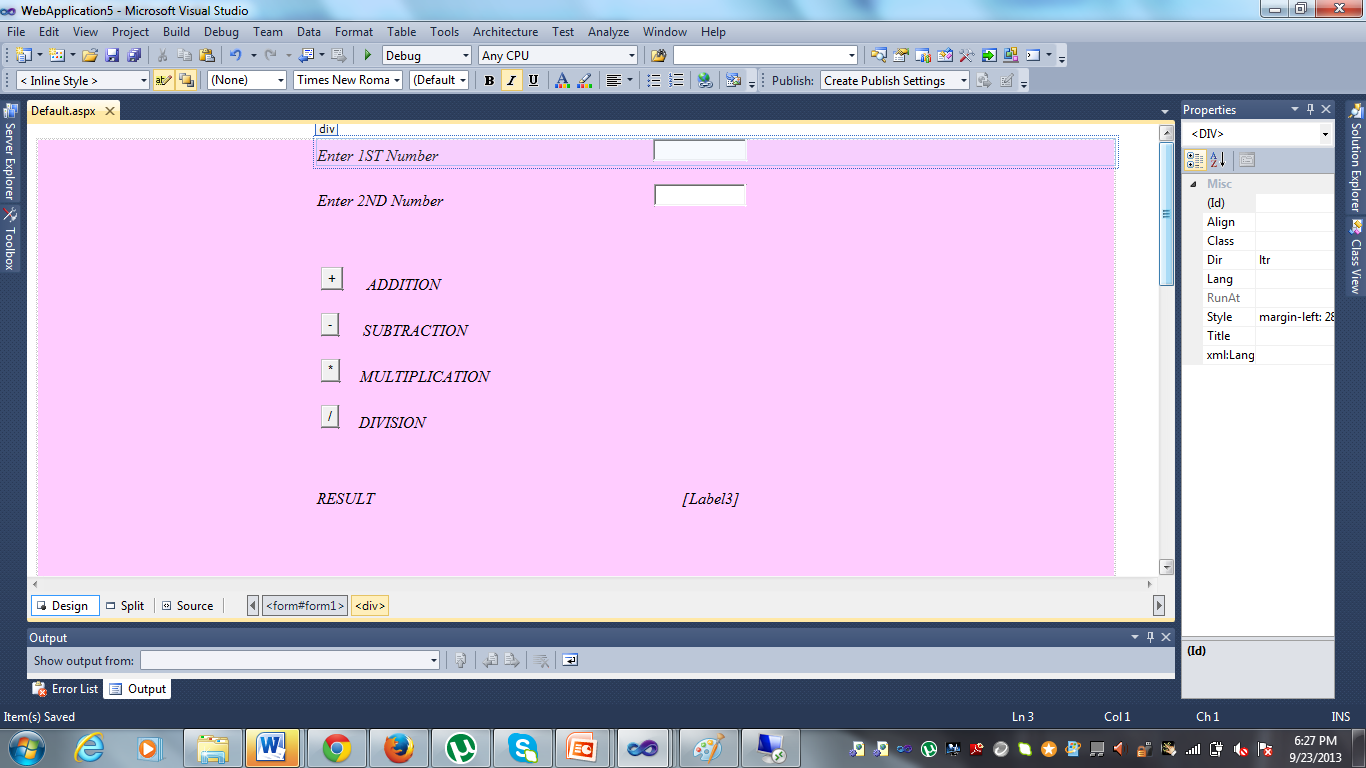 WebApplication5 - Microsoft Visual Studio
File Edit View Project Build Debug Team Data Format Table Tools Architecture Test Analyze Window Help
Debug Any CPU
< Inline Style > (None) Times New Roma (Default B I U A Publish: Create Publish Settings
Default.aspx
Properties
Server Explorer
Toolbox
Solution Explorer
Class View
div
<DIV>
Enter 1ST Number
Enter 2ND Number
+ ADDITION
- SUBTRACTION
* MULTIPLICATION
/ DIVISION
RESULT [Label3]
Misc
(Id)
Align
Class
Dir ltr
Lang
RunAt
Style margin-left: 28
Title
xml:Lang
Design Split Source <form#form1> <div>
Output
Show output from:
(Id)
Error List Output
Item(s) Saved Ln 3 Col 1 Ch 1 INS
6:27 PM
9/23/2013